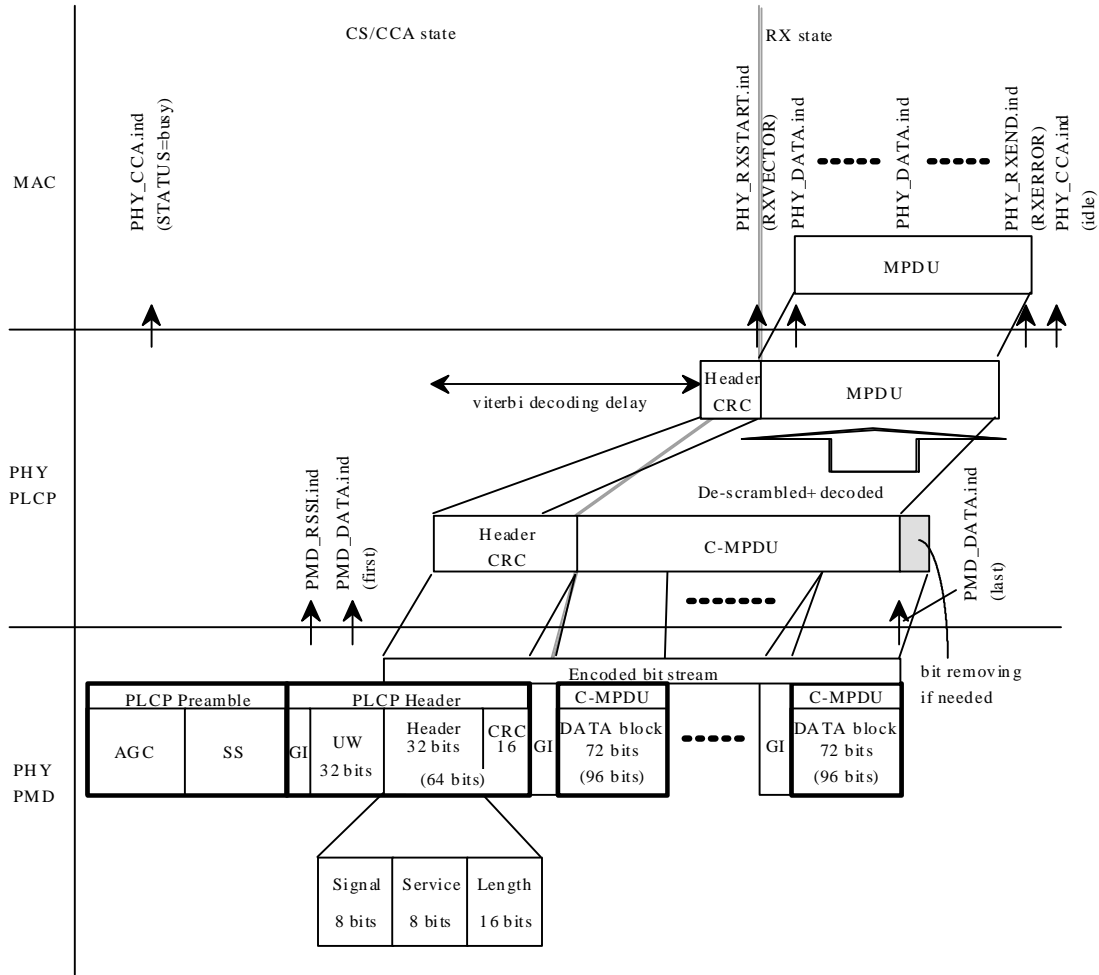 CS/CCA state
RX state
MAC
PHY_CCA.ind
(STATUS=busy)
PHY_RXSTART.ind
(RXVECTOR)
PHY_DATA.ind
PHY_DATA.ind
PHY_RXEND.ind
(RXERROR)
PHY_CCA.ind
(idle)
MPDU
PHY
PLCP
viterbi decoding delay
Header
CRC
MPDU
De-scrambled+decoded
PMD_RSSI.ind
PMD_DATA.ind
(first)
Header
CRC
C-MPDU
PMD_DATA.ind
(last)
bit removing
if needed
Encoded bit stream
PHY
PMD
PLCP Preamble
PLCP Header
C-MPDU
C-MPDU
AGC
SS
GI
UW
32 bits
Header
32 bits
CRC
16
(64 bits)
GI
DATA block
72 bits
(96 bits)
GI
DATA block
72 bits
(96 bits)
Signal
8 bits
Service
8 bits
Length
16 bits